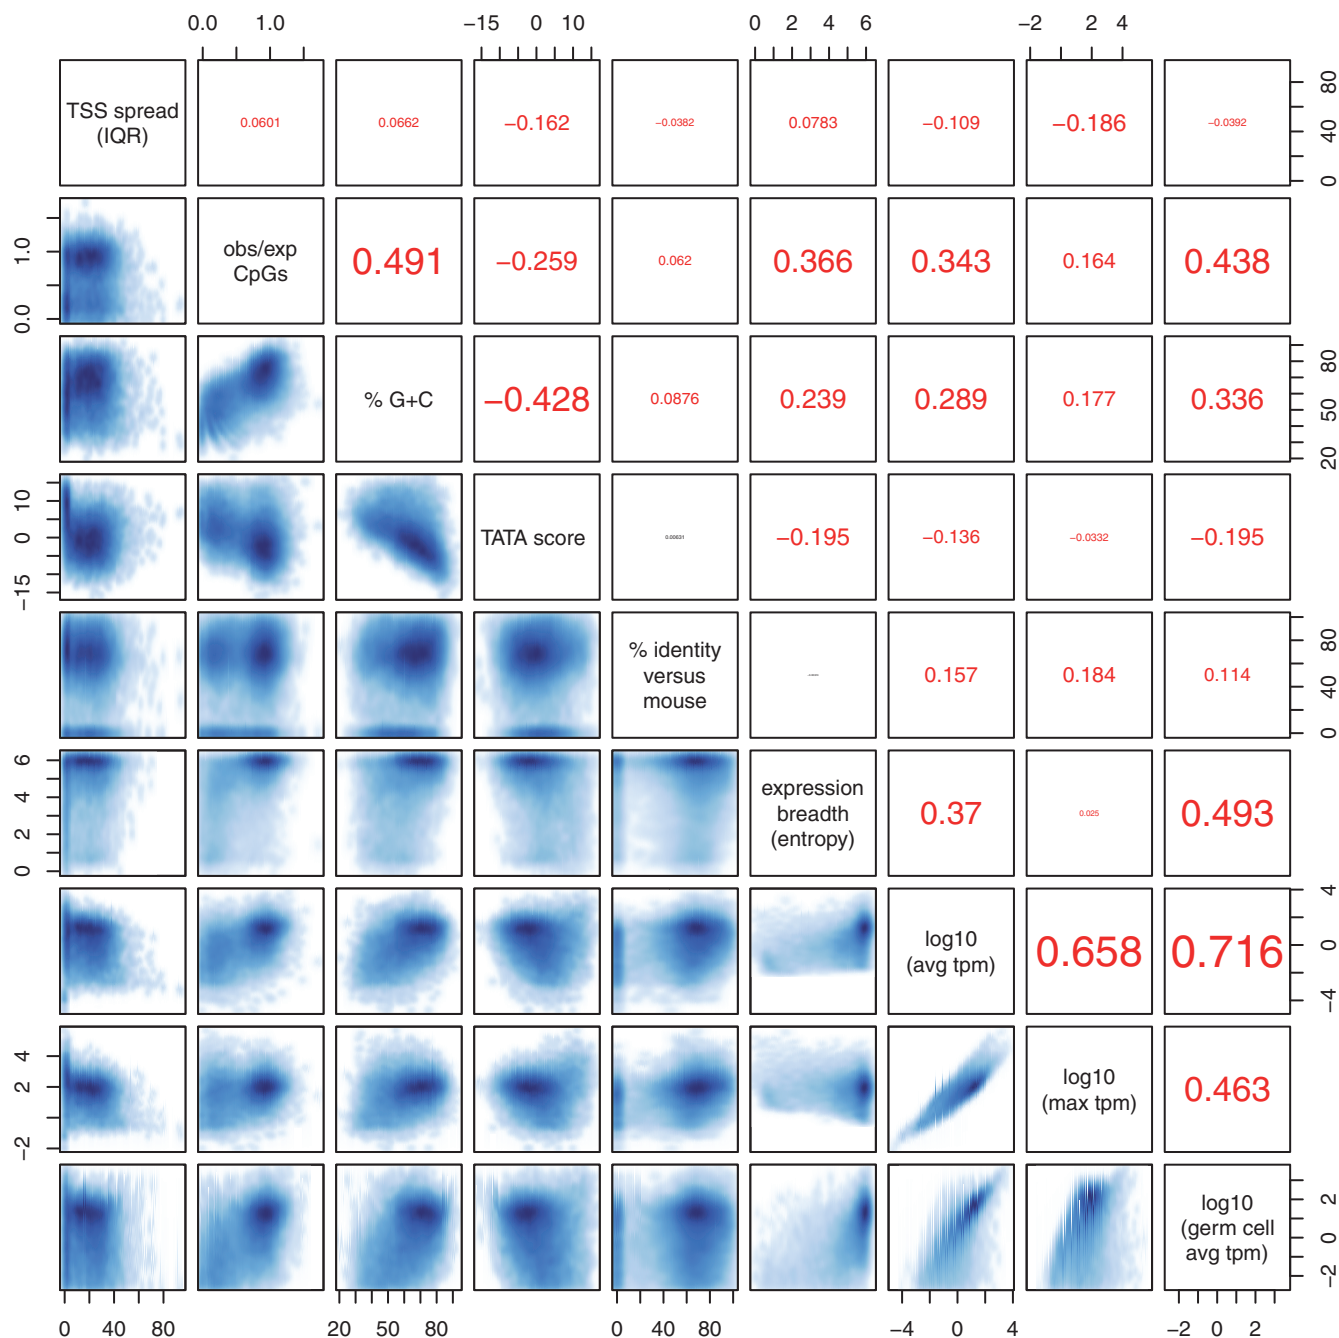 0.0 1.0 −15 0 10 0 2 4 6 −2 2 4
TSS spread
(IQR)
0.0601 0.0662 −0.162 −0.0382 0.0783 −0.109 −0.186 −0.0392
0 40 80
0.0 1.0
obs/exp
CpGs
0.491 −0.259 0.062 0.366 0.343 0.164 0.438
% G+C
−0.428 0.0876 0.239 0.289 0.177 0.336
20 50 80
−15 0 10
TATA score
0.00631 −0.195 −0.136 −0.0332 −0.195
% identity
versus
mouse
0.157 0.184 0.114
0 40 80
0 2 4 6
expression
breadth
(entropy)
0.37 0.025 0.493
log10
(avg tpm)
0.658 0.716
−4 0 4
−2 2 4
log10
(max tpm)
0.463
log10
(germ cell
avg tpm)
−2 0 2
0 40 80 20 50 80 0 40 80 −4 0 4 −2 0 2